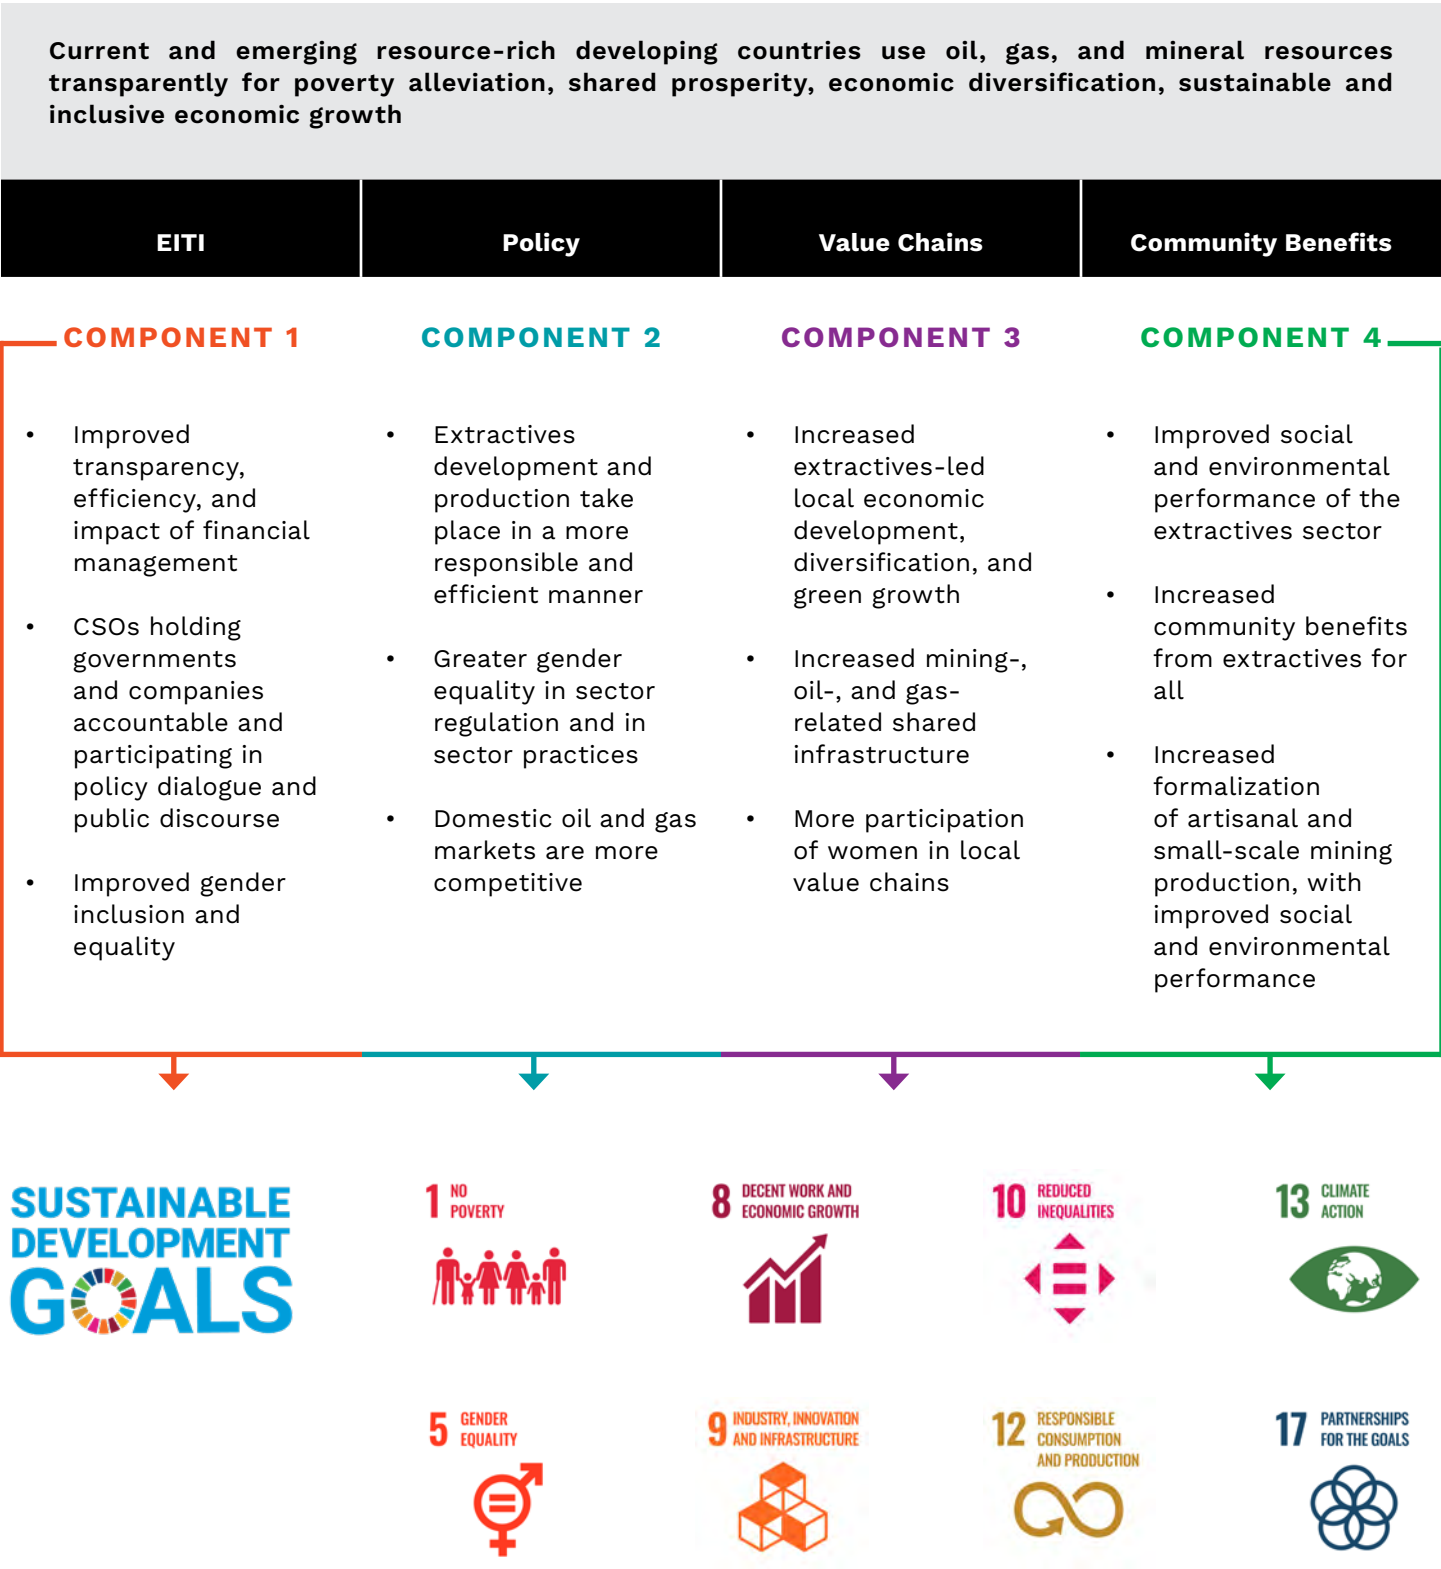 Current and emerging resource-rich developing countries use oil, gas, and mineral resources
transparently for poverty alleviation, shared prosperity, economic diversification, sustainable and
inclusive economic growth
EITI
Policy
Value Chains
Community Benefits
COMPONENT 1
COMPONENT 2
COMPONENT 3
COMPONENT 4
• Improved
transparency,
efficiency, and
impact of financial
management
• CSOs holding
governments
and companies
accountable and
participating in
policy dialogue and
public discourse
• Improved gender
inclusion and
equality
• Extractives
development and
production take
place in a more
responsible and
efficient manner
• Greater gender
equality in sector
regulation and in
sector practices
• Domestic oil and gas
markets are more
competitive
• Increased
extractives-led
local economic
development,
diversification, and
green growth
• Increased mining-,
oil-, and gas-
related shared
infrastructure
• More participation
of women in local
value chains
• Improved social
and environmental
performance of the
extractives sector
• Increased
community benefits
from extractives for
all
• Increased
formalization
of artisanal and
small-scale mining
production, with
improved social
and environmental
performance
SUSTAINABLE
DEVELOPMENT
GOALS
1 NO
POVERTY
8 DECENT WORK AND
ECONOMIC GROWTH
10 REDUCED
INEQUALITIES
13 CLIMATE
ACTION
5 GENDER
EQUALITY
9 INDUSTRY, INNOVATION
AND INFRASTRUCTURE
12 RESPONSIBLE
CONSUMPTION
AND PRODUCTION
17 PARTNERSHIPS
FOR THE GOALS